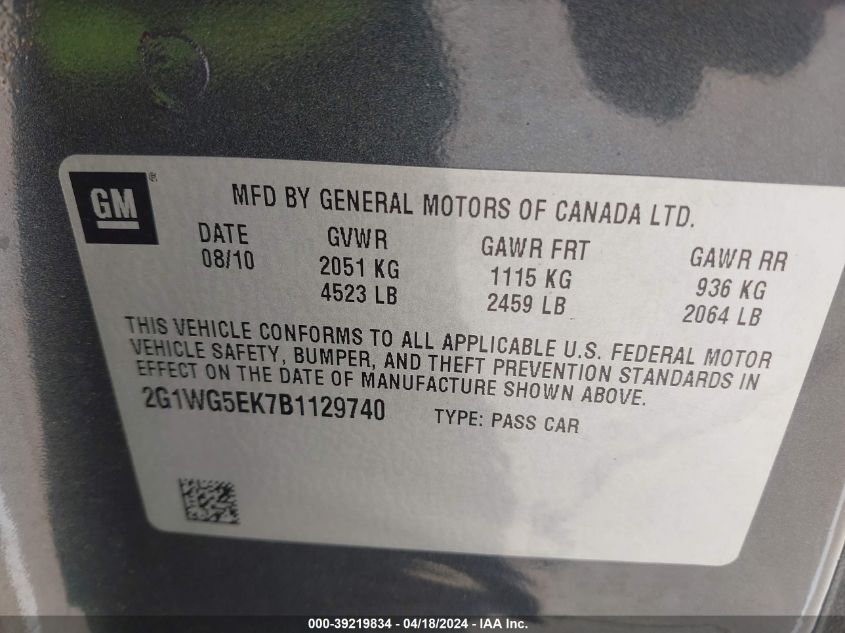 GM®
MFD BY GENERAL MOTORS OF CANADA LTD.
DATE GVWR GAWR FRT GAWR RR
08/10 2051 KG 1115 KG 936 KG
4523 LB 2459 LB 2064 LB
THIS VEHICLE CONFORMS TO ALL APPLICABLE U.S. FEDERAL MOTOR
VEHICLE SAFETY, BUMPER, AND THEFT PREVENTION STANDARDS IN
EFFECT ON THE DATE OF MANUFACTURE SHOWN ABOVE.
2G1WG5EK7B1129740 TYPE: PASS CAR
000-39219834 - 04/18/2024 - IAA Inc.